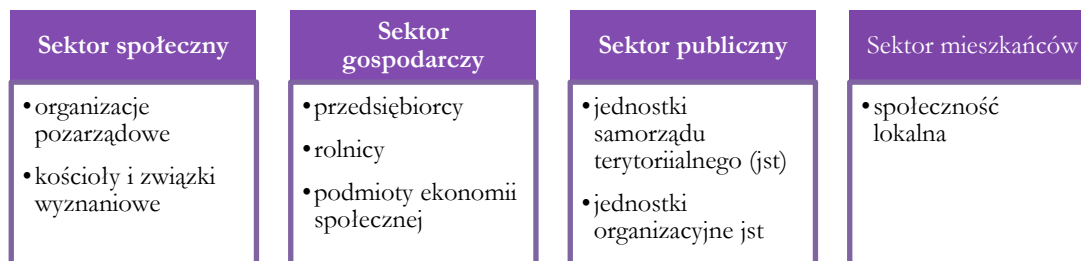 Sektor społeczny
• organizacje
pozarządowe
• kościoły i związki
wyznaniowe
Sektor
gospodarczy
• przedsiębiorcy
• rolnicy
• podmioty ekonomii
społecznej
Sektor publiczny
• jednostki
samorządu
terytoriialnego (jst)
• jednostki
organizacyjne jst
Sektor mieszkańców
• społeczność
lokalna